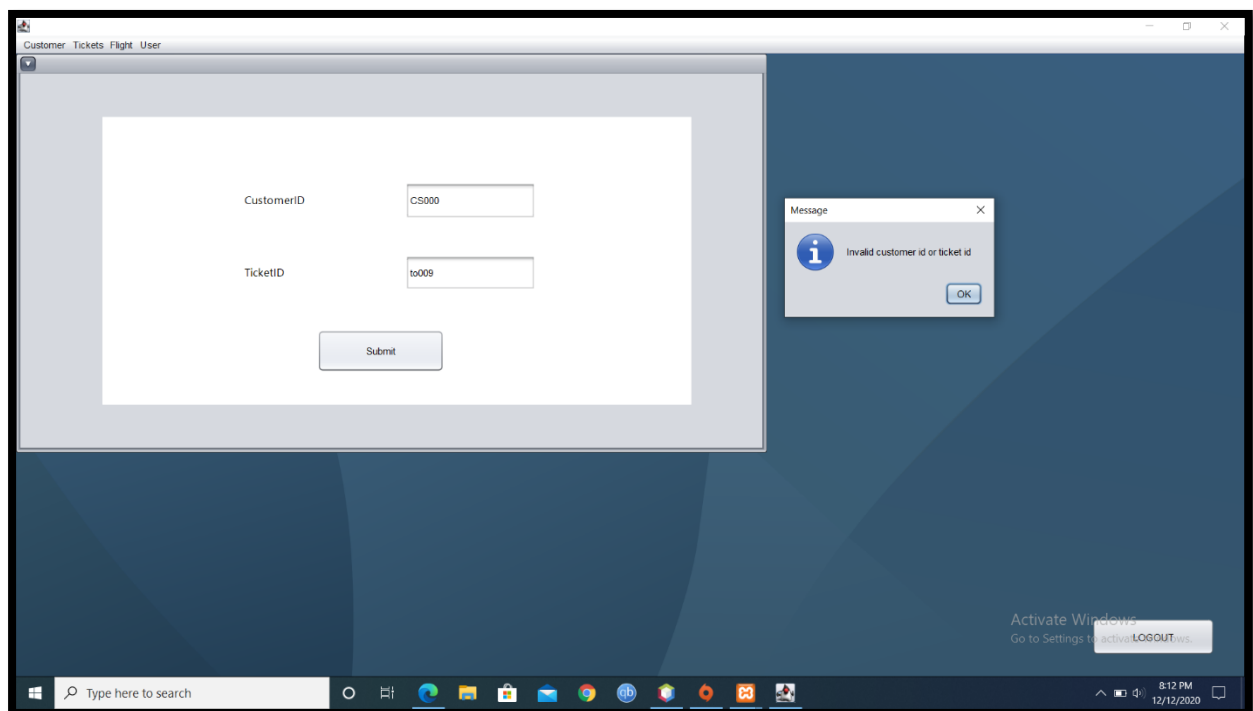 Customer Tickets Flight User
CustomerID CS000
TicketID to009
Submit
Message
Invalid customer id or ticket id
OK
Activate Windows
Go to Settings to activate Windows.
LOGOUT
Type here to search
qb
8:12 PM
12/12/2020